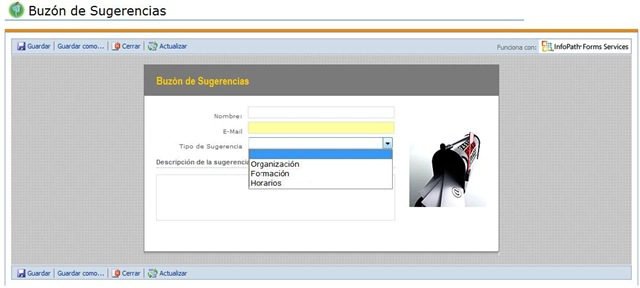 Buzón de Sugerencias
Guardar Guardar como... Cerrar Actualizar Funciona con: InfoPath Forms Services
Buzón de Sugerencias
Nombre:
E-Mail
Tipo de Sugerencia
Descripción de la sugerencia
Organización
Formación
Horarios
@
Guardar Guardar como... Cerrar Actualizar